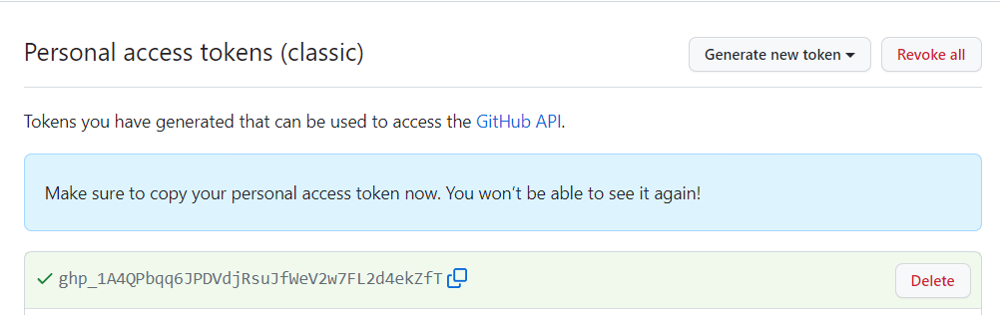 Personal access tokens (classic)
Generate new token
Revoke all
Tokens you have generated that can be used to access the GitHub API.
Make sure to copy your personal access token now. You won’t be able to see it again!
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
Delete